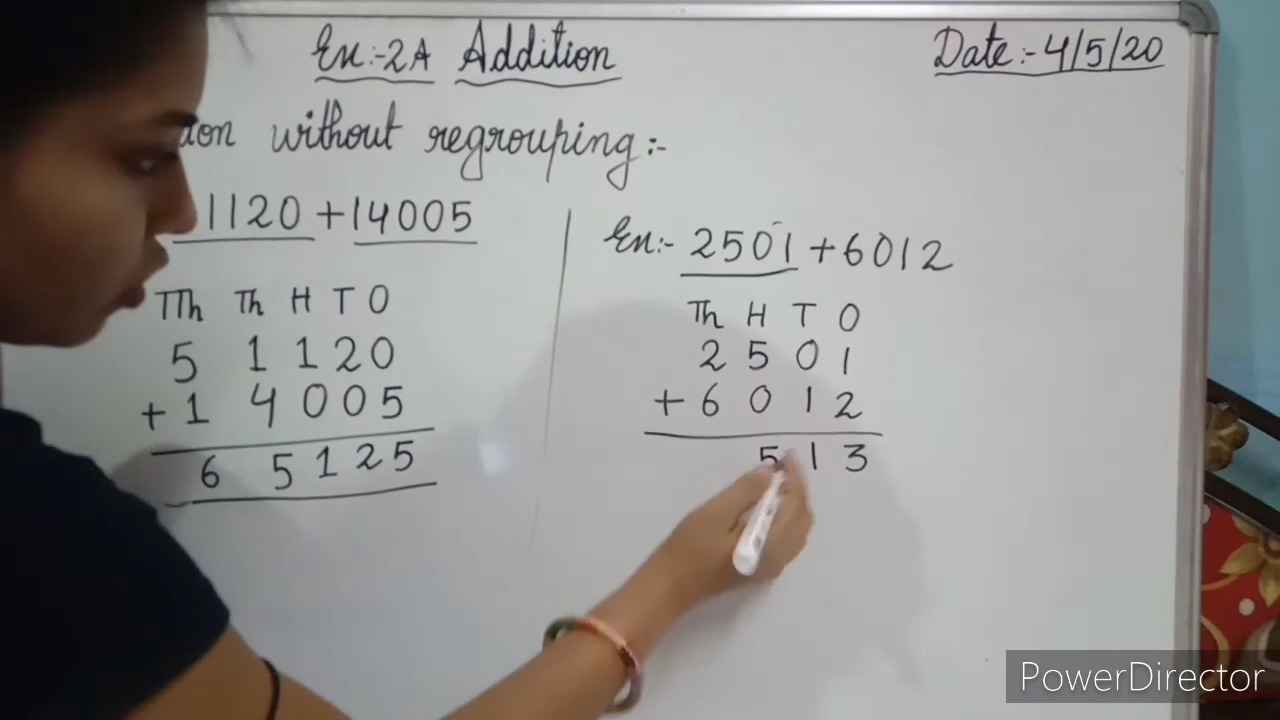 Ex:-2A Addition
Date:-4/5/20
without regrouping:-
1120 + 14005
TTh Th H T O
5 1 1 2 0
+ 1 4 0 0 5
6 5 1 2 5
Ex:- 2501 + 6012
Th H T O
2 5 0 1
+ 6 0 1 2
5 1 3
PowerDirector